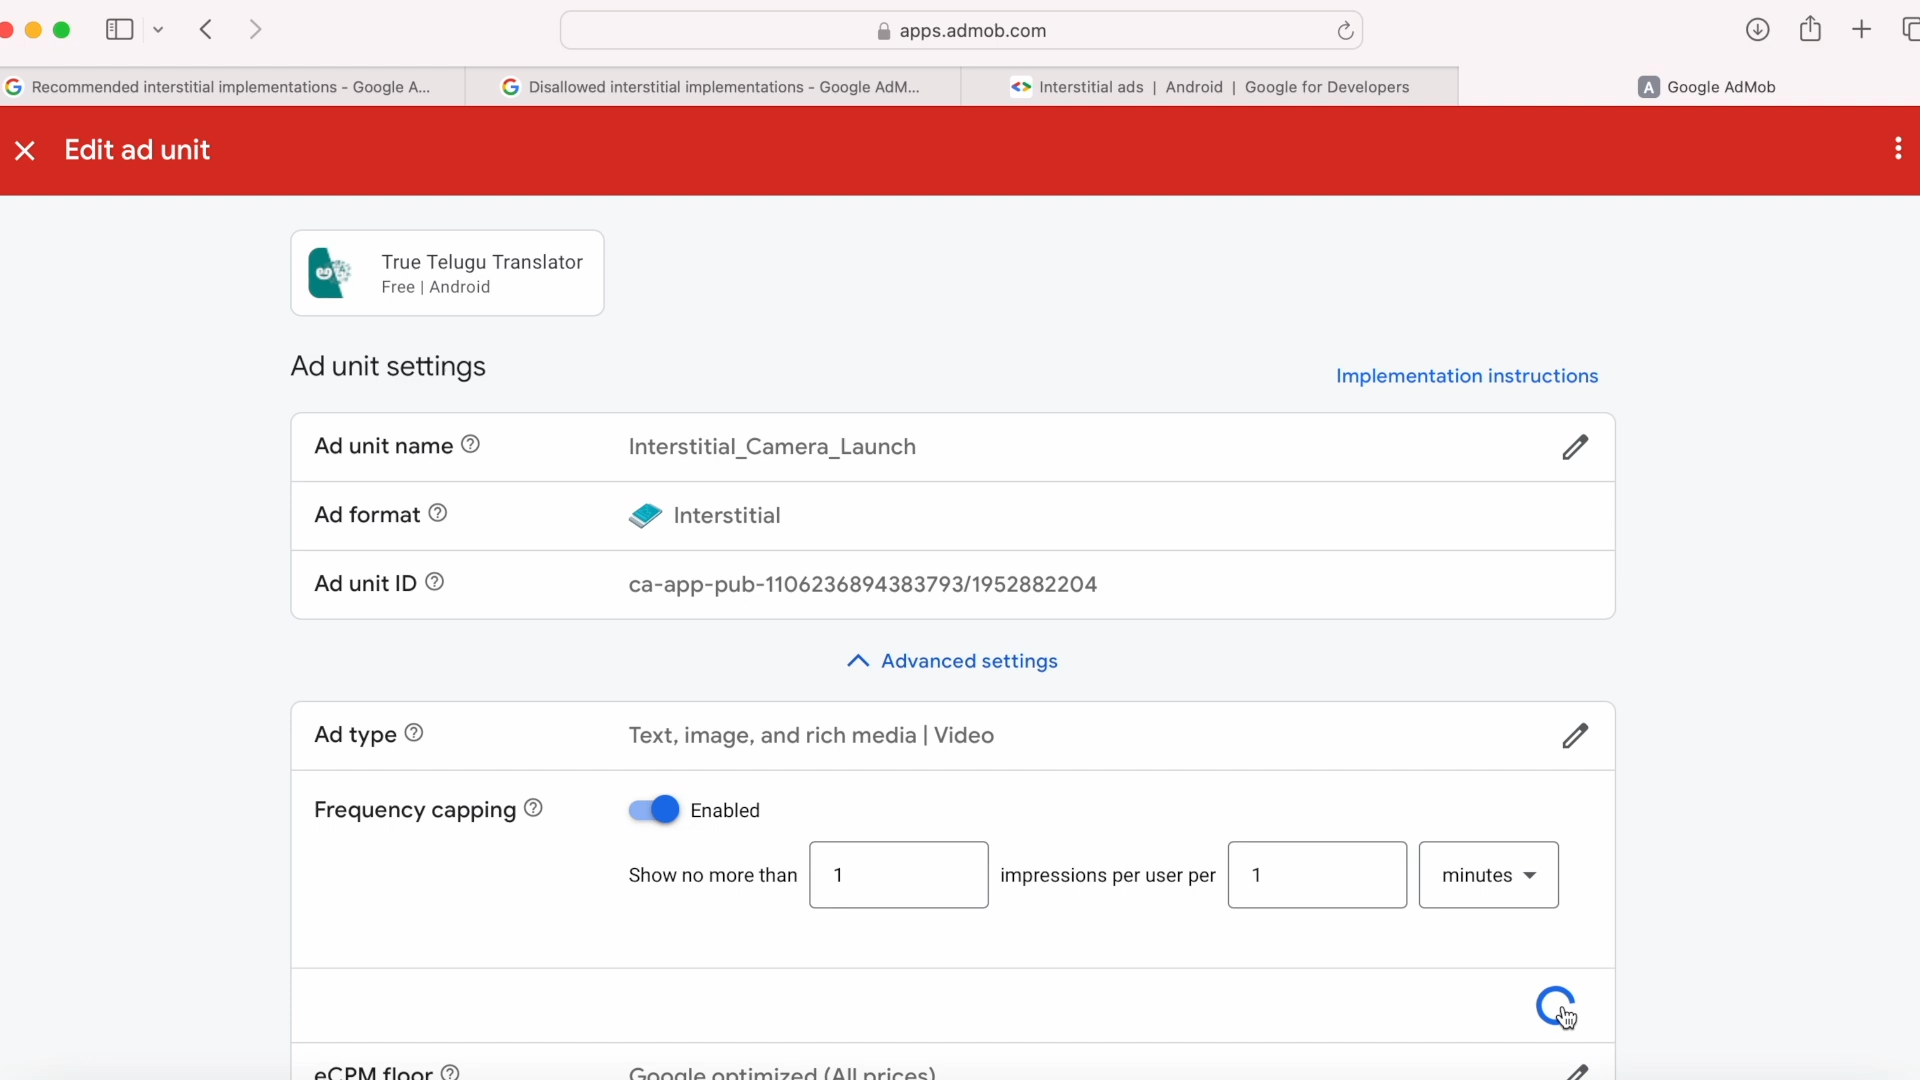 apps.admob.com
Recommended interstitial implementations - Google A...
Disallowed interstitial implementations - Google AdM...
Interstitial ads | Android | Google for Developers
A Google AdMob
Edit ad unit
True Telugu Translator
Free | Android
Ad unit settings
Implementation instructions
Ad unit name Interstitial_Camera_Launch
Ad format Interstitial
Ad unit ID ca-app-pub-1106236894383793/1952882204
Advanced settings
Ad type Text, image, and rich media | Video
Frequency capping Enabled
Show no more than 1 impressions per user per 1 minutes
eCPM floor Google optimized (All prices)